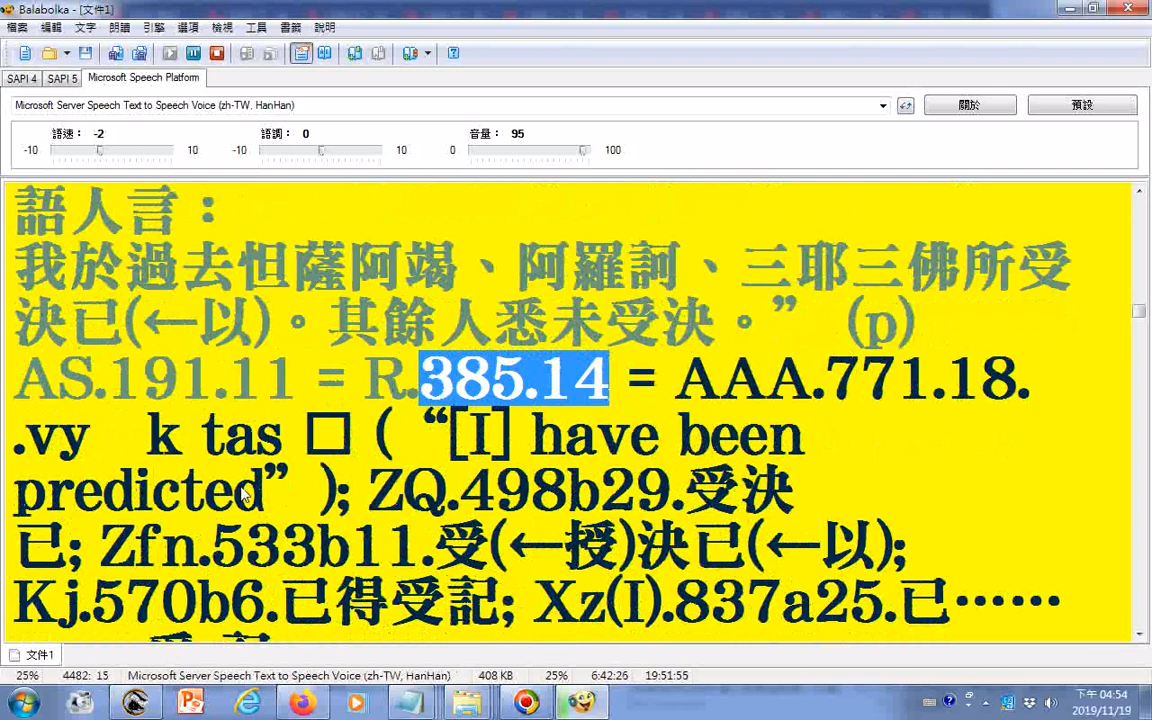 Balabolka - [文件1]
檔案 編輯 文字 朗讀 引擎 選項 檢視 工具 書籤 說明
SAPI 4 SAPI 5 Microsoft Speech Platform
Microsoft Server Speech Text to Speech Voice (zh-TW, HanHan) 關於 預設
語速： -2 語調： 0 音量： 95
-10 10 -10 10 0 100
語人言：
我於過去怛薩阿竭、阿羅訶、三耶三佛所受
決已(←以)。其餘人悉未受決。” (p)
AS.191.11 = R.385.14 = AAA.771.18.
.vy k tas □ ( “[I] have been
predicted” ); ZQ.498b29.受決
已; Zfn.533b11.受(←授)決已(←以);
Kj.570b6.已得受記; Xz(I).837a25.已……
文件1
25% 4482: 15 Microsoft Server Speech Text to Speech Voice (zh-TW, HanHan) 408 KB 25% 6:42:26 19:51:55
下午 04:54
2019/11/19